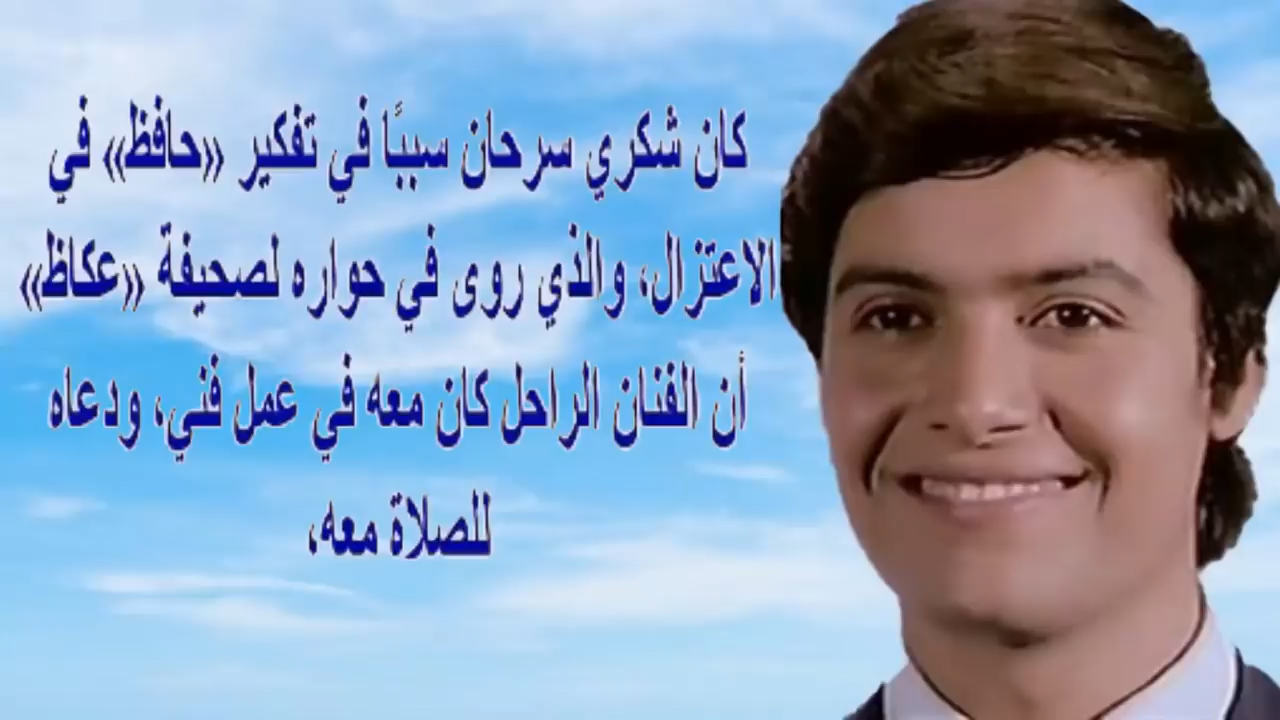 كان شكري سرحان سببًا في تفكير «حافظ» في
الاعتزال، والذي روى في حواره لصحيفة «عكاظ»
أن الفنان الراحل كان معه في عمل فني، ودعاه
للصلاة معه،